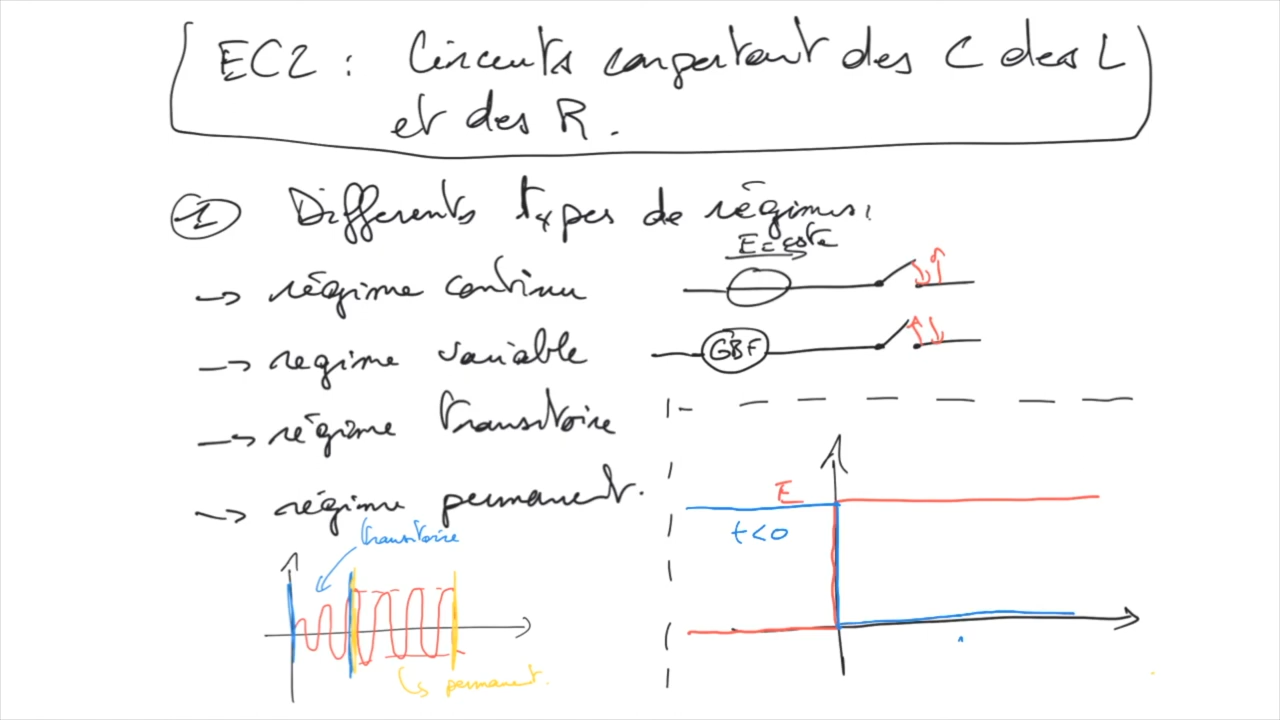 EC2 : Circuits comportant des C des L
et des R.
① Differents types de régimes,
→ régime continu
E = cste
→ regime variable
GBF
→ régime transitoire
→ régime permanent.
transitoire
permanent.
E
t<0